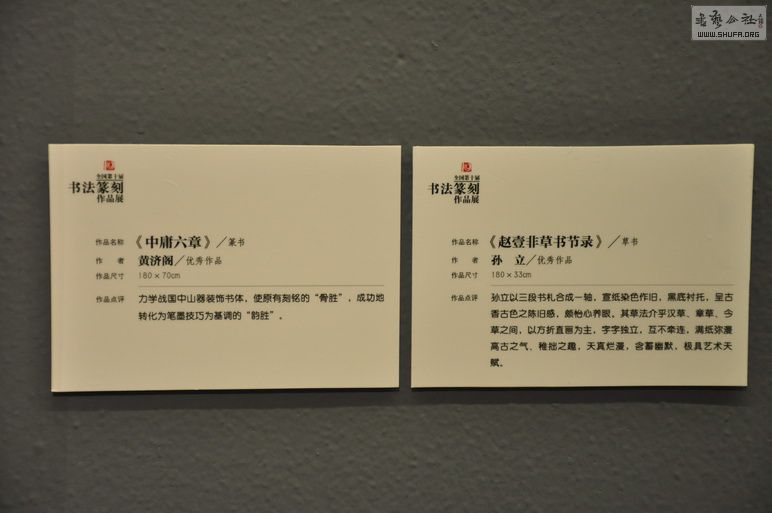 WWW.SHUFA.ORG
全国第十届
书法篆刻
作品展
作品名称 《中庸六章》/篆书
作 者 黄济阁/优秀作品
作品尺寸 180×70cm
作品点评 力学战国中山器装饰书体，使原有刻铭的“骨胜”，成功地
转化为笔墨技巧为基调的“韵胜”。
全国第十届
书法篆刻
作品展
作品名称 《赵壹非草书节录》/草书
作 者 孙 立/优秀作品
作品尺寸 180×33cm
作品点评 孙立以三段书札合成一轴，宣纸染色作旧，黑底衬托，呈古
香古色之陈旧感，颇怡心养眼。其草法介乎汉草、章草、今
草之间，以方折直画为主，字字独立，互不牵连，满纸弥漫
高古之气、稚拙之趣，天真烂漫，含蓄幽默，极具艺术天
赋。